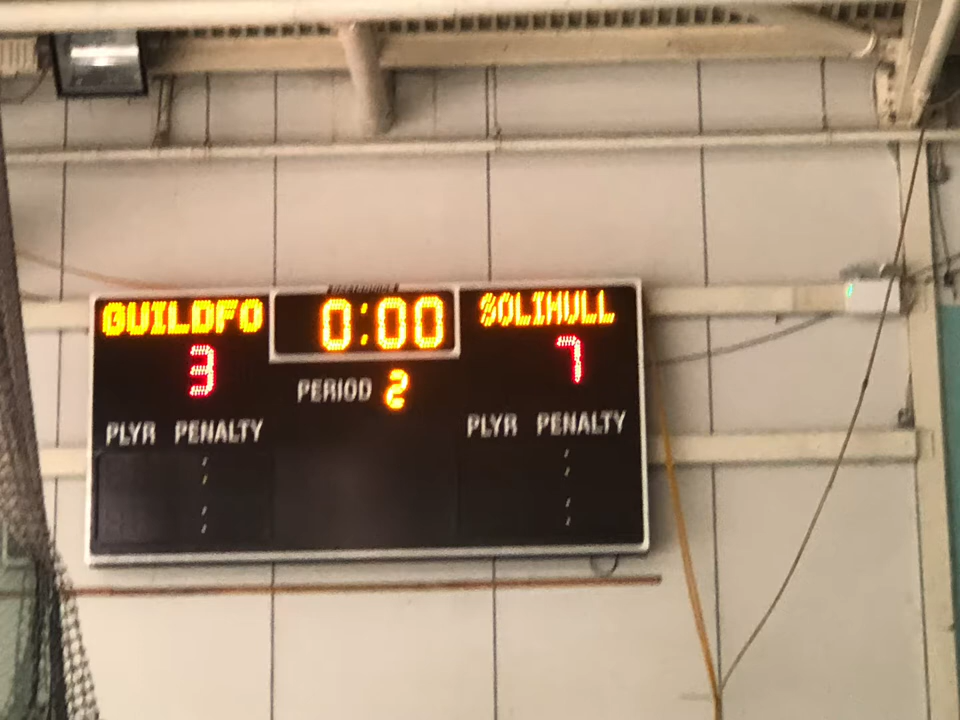 GUILDFO 0:00 SOLIHULL
3 7
PERIOD 2
PLYR PENALTY PLYR PENALTY
: :
: :